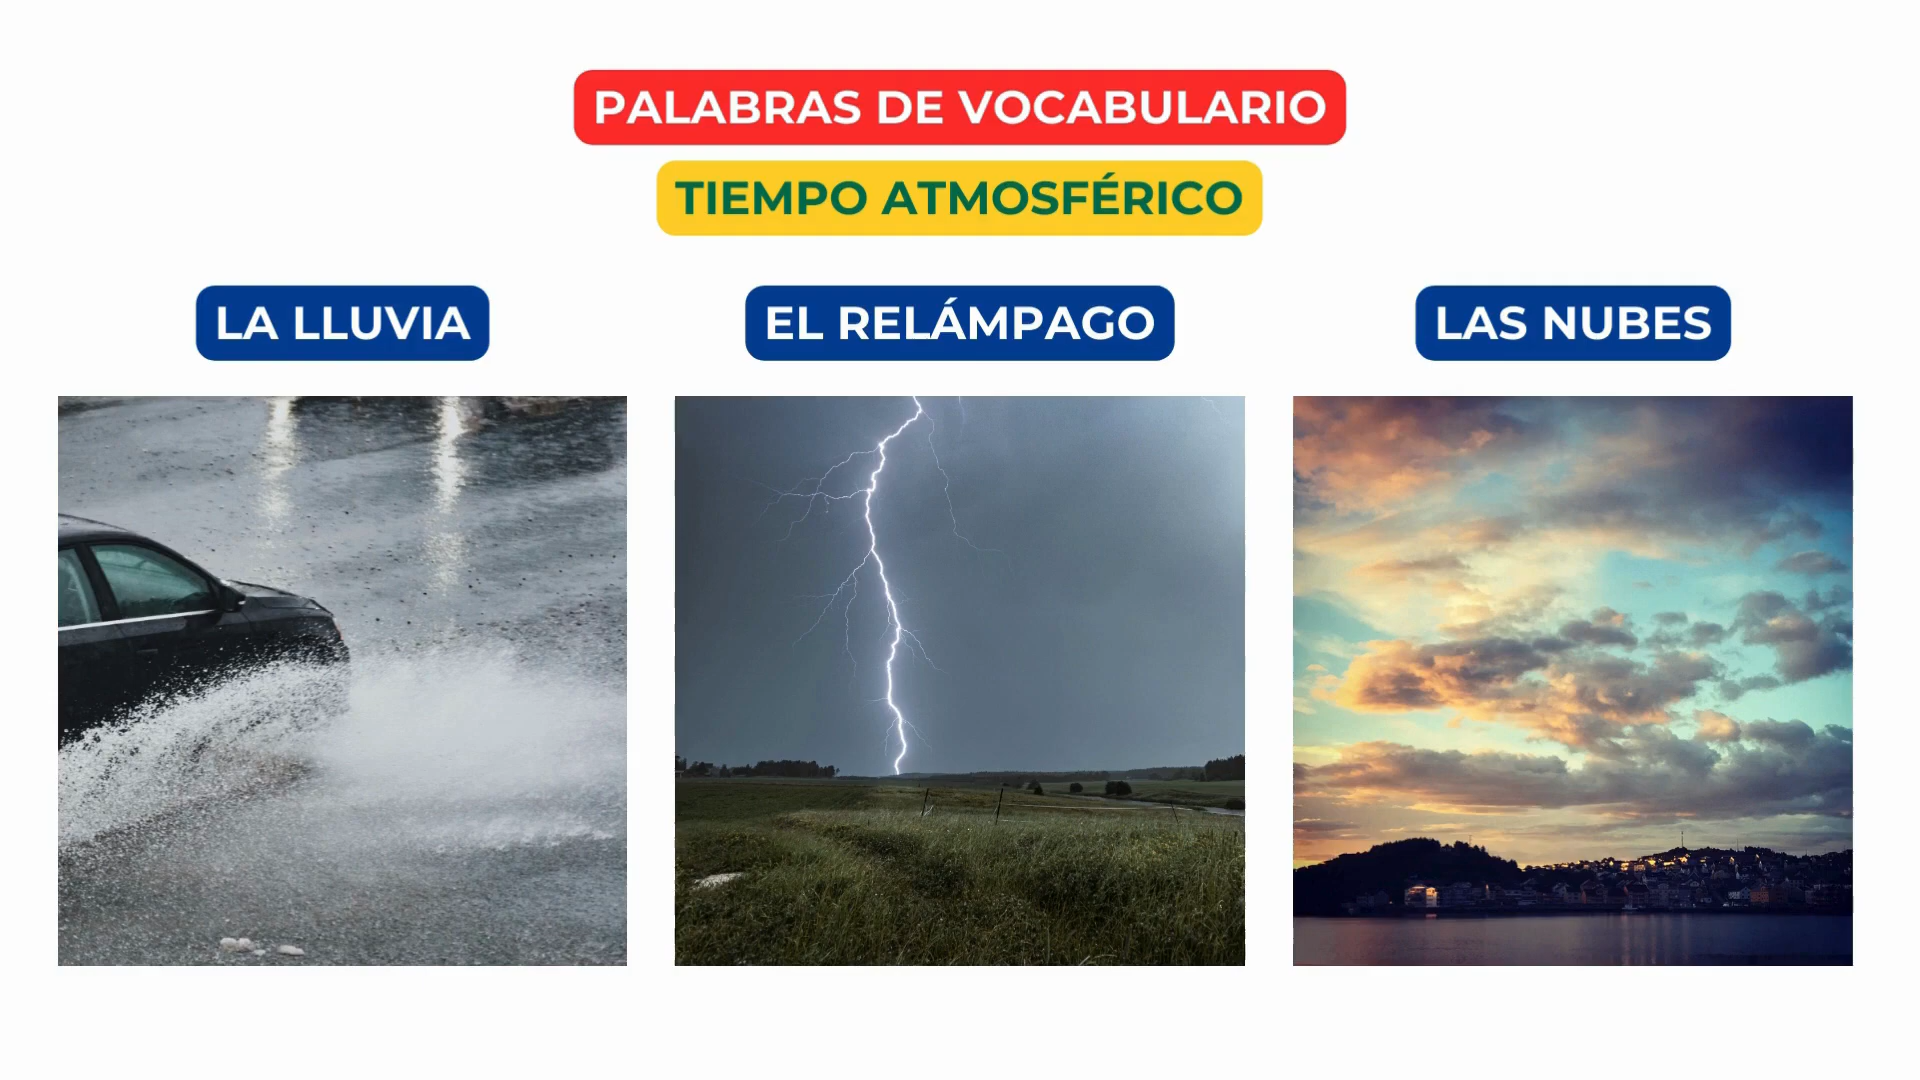 PALABRAS DE VOCABULARIO
TIEMPO ATMOSFÉRICO
LA LLUVIA
EL RELÁMPAGO
LAS NUBES